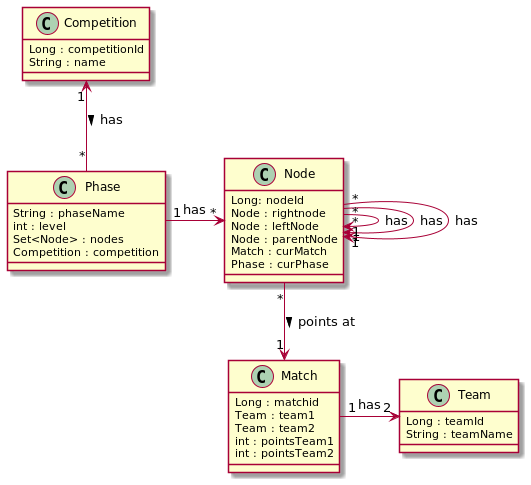 C Competition
Long : competitionId
String : name
1
has
*
C Phase
String : phaseName
int : level
Set<Node> : nodes
Competition : competition
1 has *
C Node
Long: nodeId
Node : rightnode
Node : leftNode
Node : parentNode
Match : curMatch
Phase : curPhase
*
*
* has has has
1
1
1
*
points at
1
C Match
Long : matchid
Team : team1
Team : team2
int : pointsTeam1
int : pointsTeam2
1 has 2
C Team
Long : teamId
String : teamName